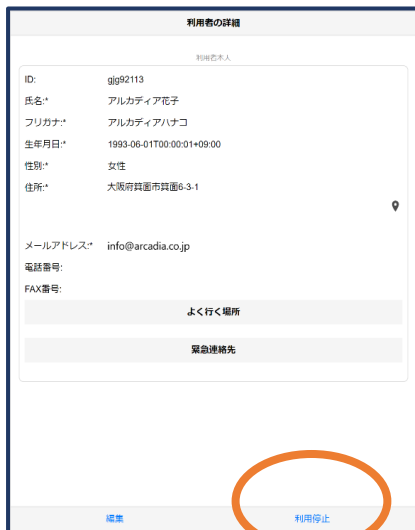 利用者の詳細
利用者本人
ID: gjg92113
氏名:* アルカディア花子
フリガナ:* アルカディアハナコ
生年月日:* 1993-06-01T00:00:01+09:00
性別:* 女性
住所:* 大阪府箕面市箕面6-3-1
メールアドレス:* info@arcadia.co.jp
電話番号:
FAX番号:
よく行く場所
緊急連絡先
編集 利用停止